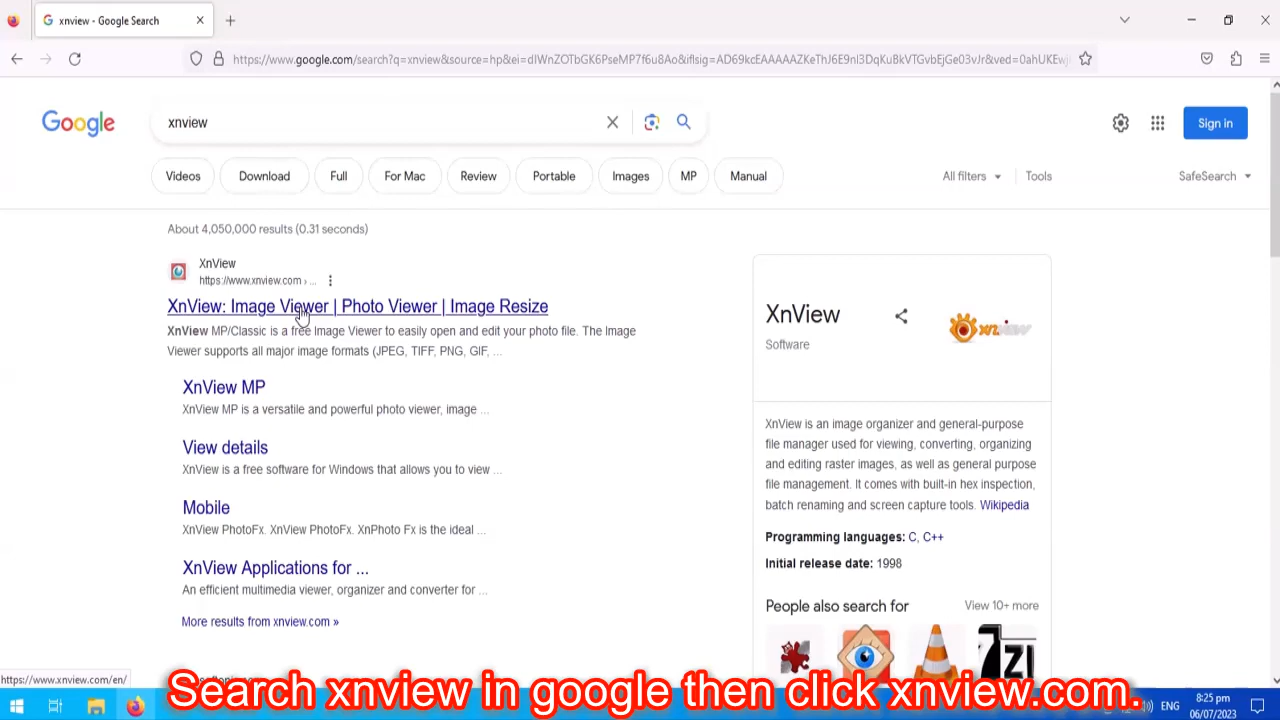 xnview - Google Search
https://www.google.com/search?q=xnview&source=hp&ei=dIWnZOTbGK6PseMP7f6u8Ao&iflsig=AD69kcEAAAAAZKeThJ6E9nl3DqKuBkVTGvbEjGe03vJr&ved=0ahUKEwj
Google
xnview
Sign in
Videos
Download
Full
For Mac
Review
Portable
Images
MP
Manual
All filters
Tools
SafeSearch
About 4,050,000 results (0.31 seconds)
XnView
https://www.xnview.com › ...
XnView: Image Viewer | Photo Viewer | Image Resize
XnView MP/Classic is a free Image Viewer to easily open and edit your photo file. The Image
Viewer supports all major image formats (JPEG, TIFF, PNG, GIF, ...
XnView MP
XnView MP is a versatile and powerful photo viewer, image ...
View details
XnView is a free software for Windows that allows you to view ...
Mobile
XnView PhotoFx. XnView PhotoFx. XnPhoto Fx is the ideal ...
XnView Applications for ...
An efficient multimedia viewer, organizer and converter for ...
More results from xnview.com »
XnView
Software
xnview
XnView is an image organizer and general-purpose
file manager used for viewing, converting, organizing
and editing raster images, as well as general purpose
file management. It comes with built-in hex inspection,
batch renaming and screen capture tools. Wikipedia
Programming languages: C, C++
Initial release date: 1998
People also search for
View 10+ more
https://www.xnview.com/en/
Search xnview in google then click xnview.com.
ENG
8:25 pm
06/07/2023